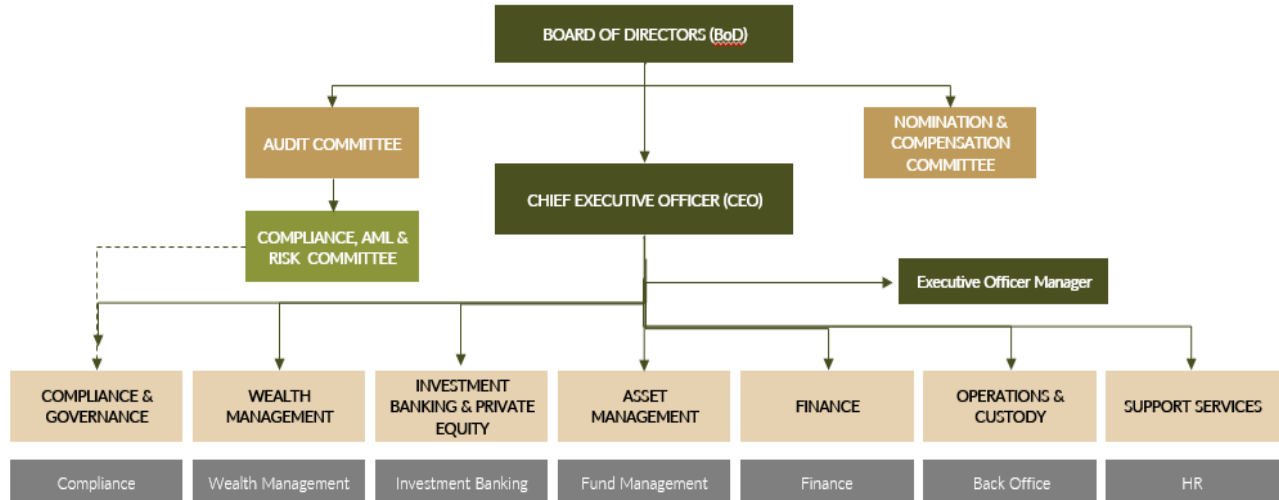 BOARD OF DIRECTORS (BoD)
AUDIT COMMITTEE
NOMINATION &
COMPENSATION
COMMITTEE
CHIEF EXECUTIVE OFFICER (CEO)
COMPLIANCE, AML &
RISK COMMITTEE
Executive Officer Manager
COMPLIANCE &
GOVERNANCE
WEALTH
MANAGEMENT
INVESTMENT
BANKING & PRIVATE
EQUITY
ASSET
MANAGEMENT
FINANCE
OPERATIONS &
CUSTODY
SUPPORT SERVICES
Compliance
Wealth Management
Investment Banking
Fund Management
Finance
Back Office
HR